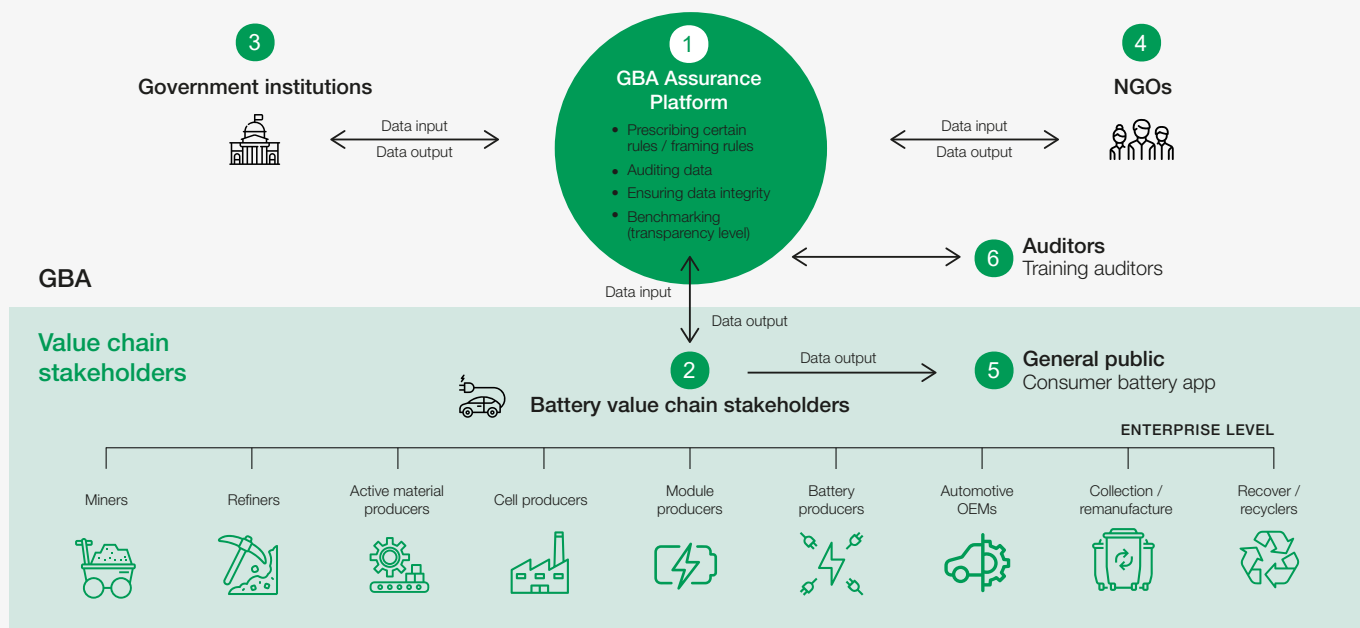 3
Government institutions
Data input
Data output
1
GBA Assurance
Platform
• Prescribing certain
rules / framing rules
• Auditing data
• Ensuring data integrity
• Benchmarking
(transparency level)
4
NGOs
Data input
Data output
6
Auditors
Training auditors
GBA
Data input
Data output
Value chain
stakeholders
2
Battery value chain stakeholders
Data output
5
General public
Consumer battery app
ENTERPRISE LEVEL
Miners
Refiners
Active material
producers
Cell producers
Module
producers
Battery
producers
Automotive
OEMs
Collection /
remanufacture
Recover /
recyclers